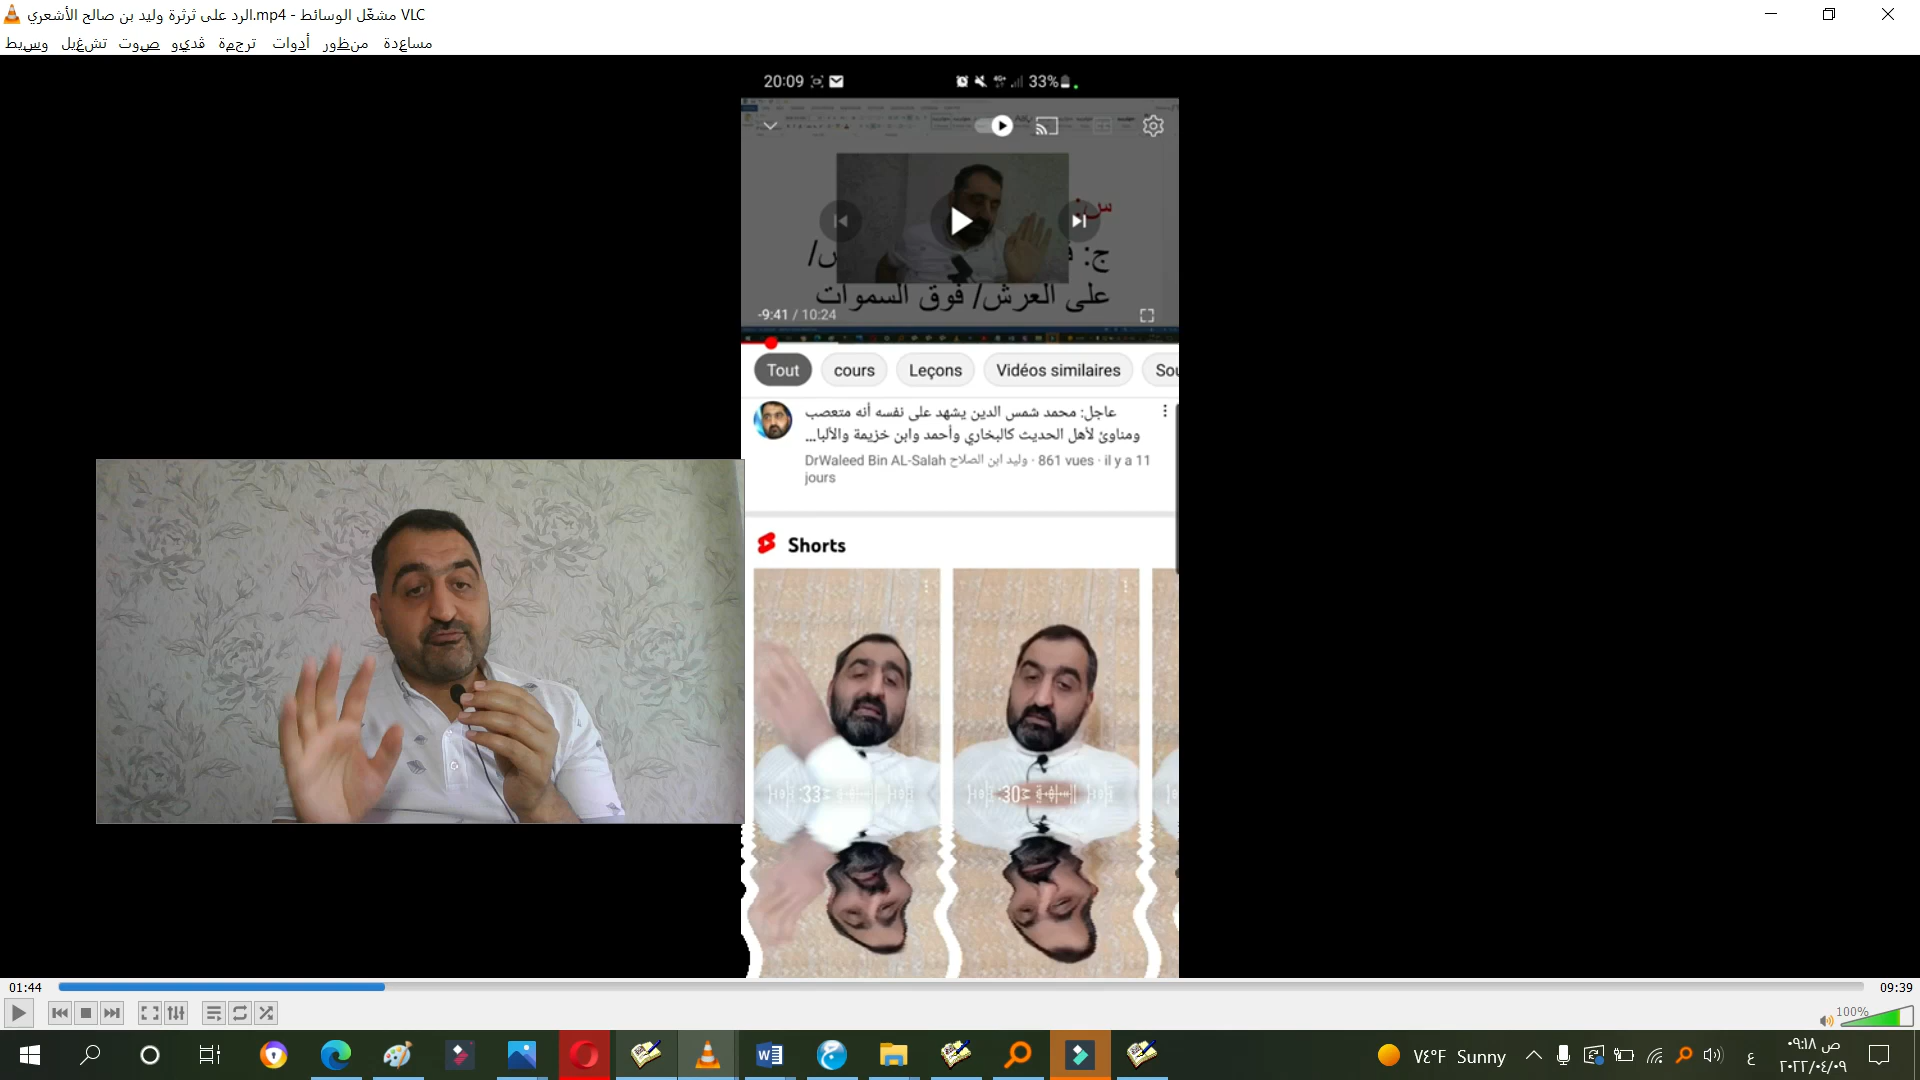 الرد على ثرثرة وليد بن صالح الأشعري.mp4 - مشغّل الوسائط VLC
وسيط تشغيل صوت ڤديو ترجمة أدوات منظور مساعدة
20:09 33%
س:
ج:
على العرش/ فوق السموات
-9:41 / 10:24
Tout cours Leçons Vidéos similaires Sou
عاجل: محمد شمس الدين يشهد على نفسه أنه متعصب
ومناوئ لأهل الحديث كالبخاري وأحمد وابن خزيمة والألبا...
DrWaleed Bin AL-Salah وليد ابن الصلاح · 861 vues · il y a 11
jours
Shorts
:33
:30
01:44 09:39
100%
٧٤°F Sunny
ع
٠٩:١٨ ص
٢٠٢٢/٠٤/٠٩